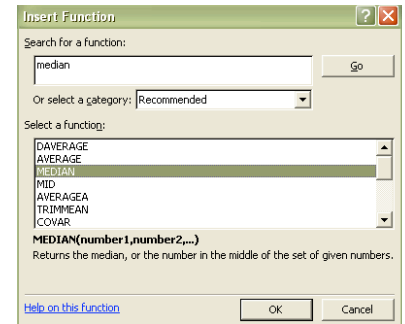 Insert Function
Search for a function:
median
Go
Or select a category: Recommended
Select a function:
DAVERAGE
AVERAGE
MEDIAN
MID
AVERAGEA
TRIMMEAN
COVAR
MEDIAN(number1,number2,...)
Returns the median, or the number in the middle of the set of given numbers.
Help on this function
OK
Cancel